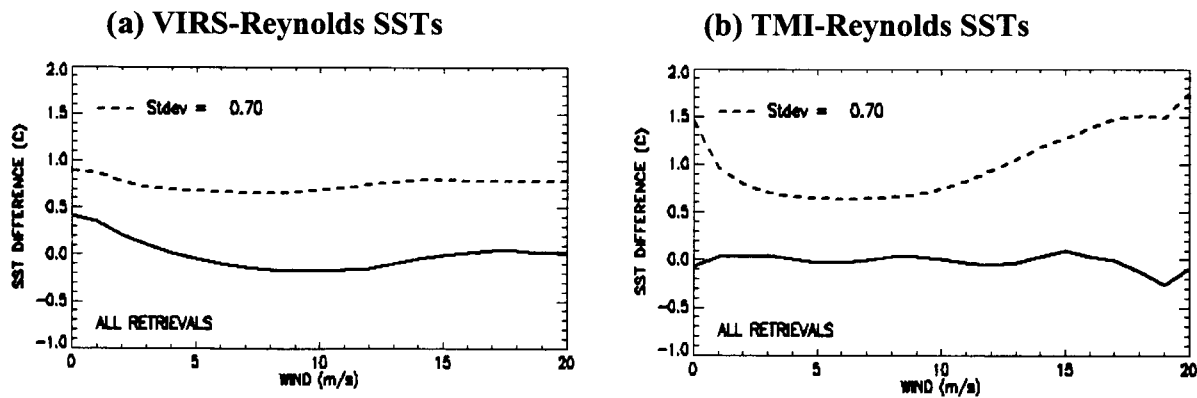 (a) VIRS-Reynolds SSTs
2.0
1.5
1.0
0.5
0.0
-0.5
-1.0
SST DIFFERENCE (C)
Stdev = 0.70
ALL RETRIEVALS
0 5 10 15 20
WIND (m/s)
(b) TMI-Reynolds SSTs
2.0
1.5
1.0
0.5
0.0
-0.5
-1.0
SST DIFFERENCE (C)
Stdev = 0.70
ALL RETRIEVALS
0 5 10 15 20
WIND (m/s)